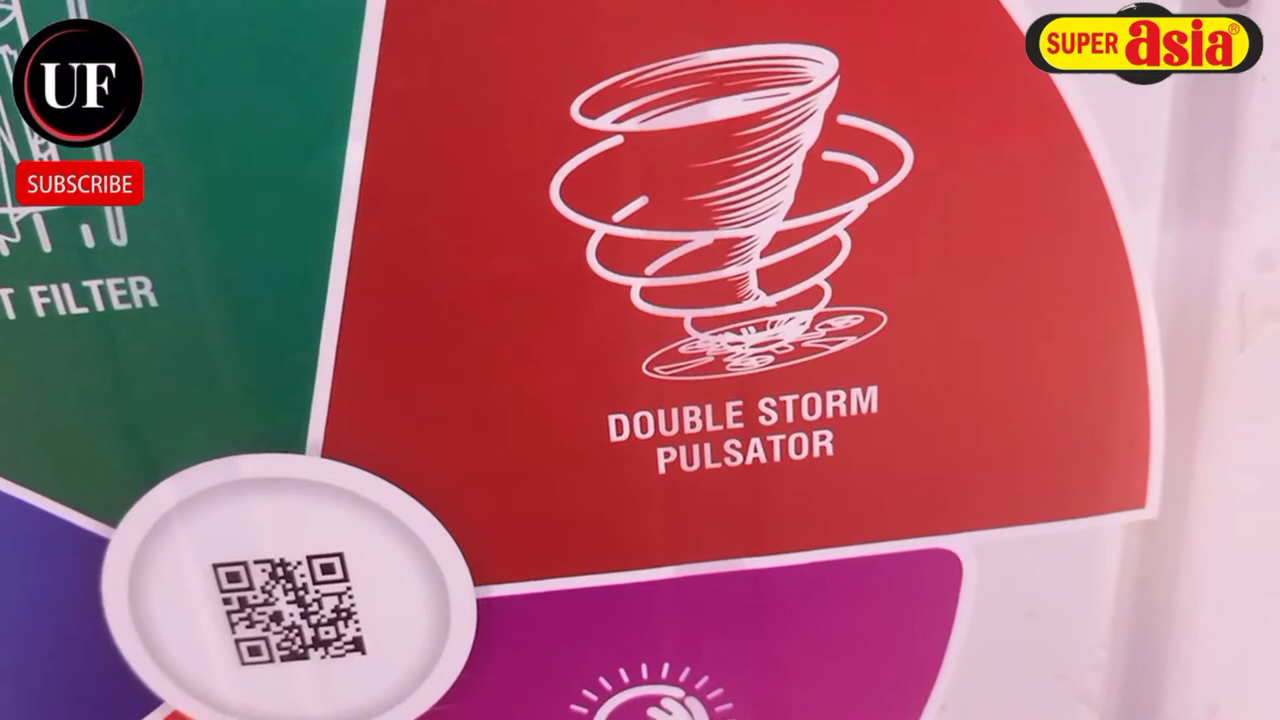 UF
SUBSCRIBE
SUPER asia®
T FILTER
DOUBLE STORM
PULSATOR